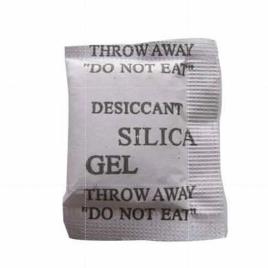 THROW AWAY
"DO NOT EAT"
DESICCANT
SILICA
GEL
THROW AWAY
"DO NOT EAT"